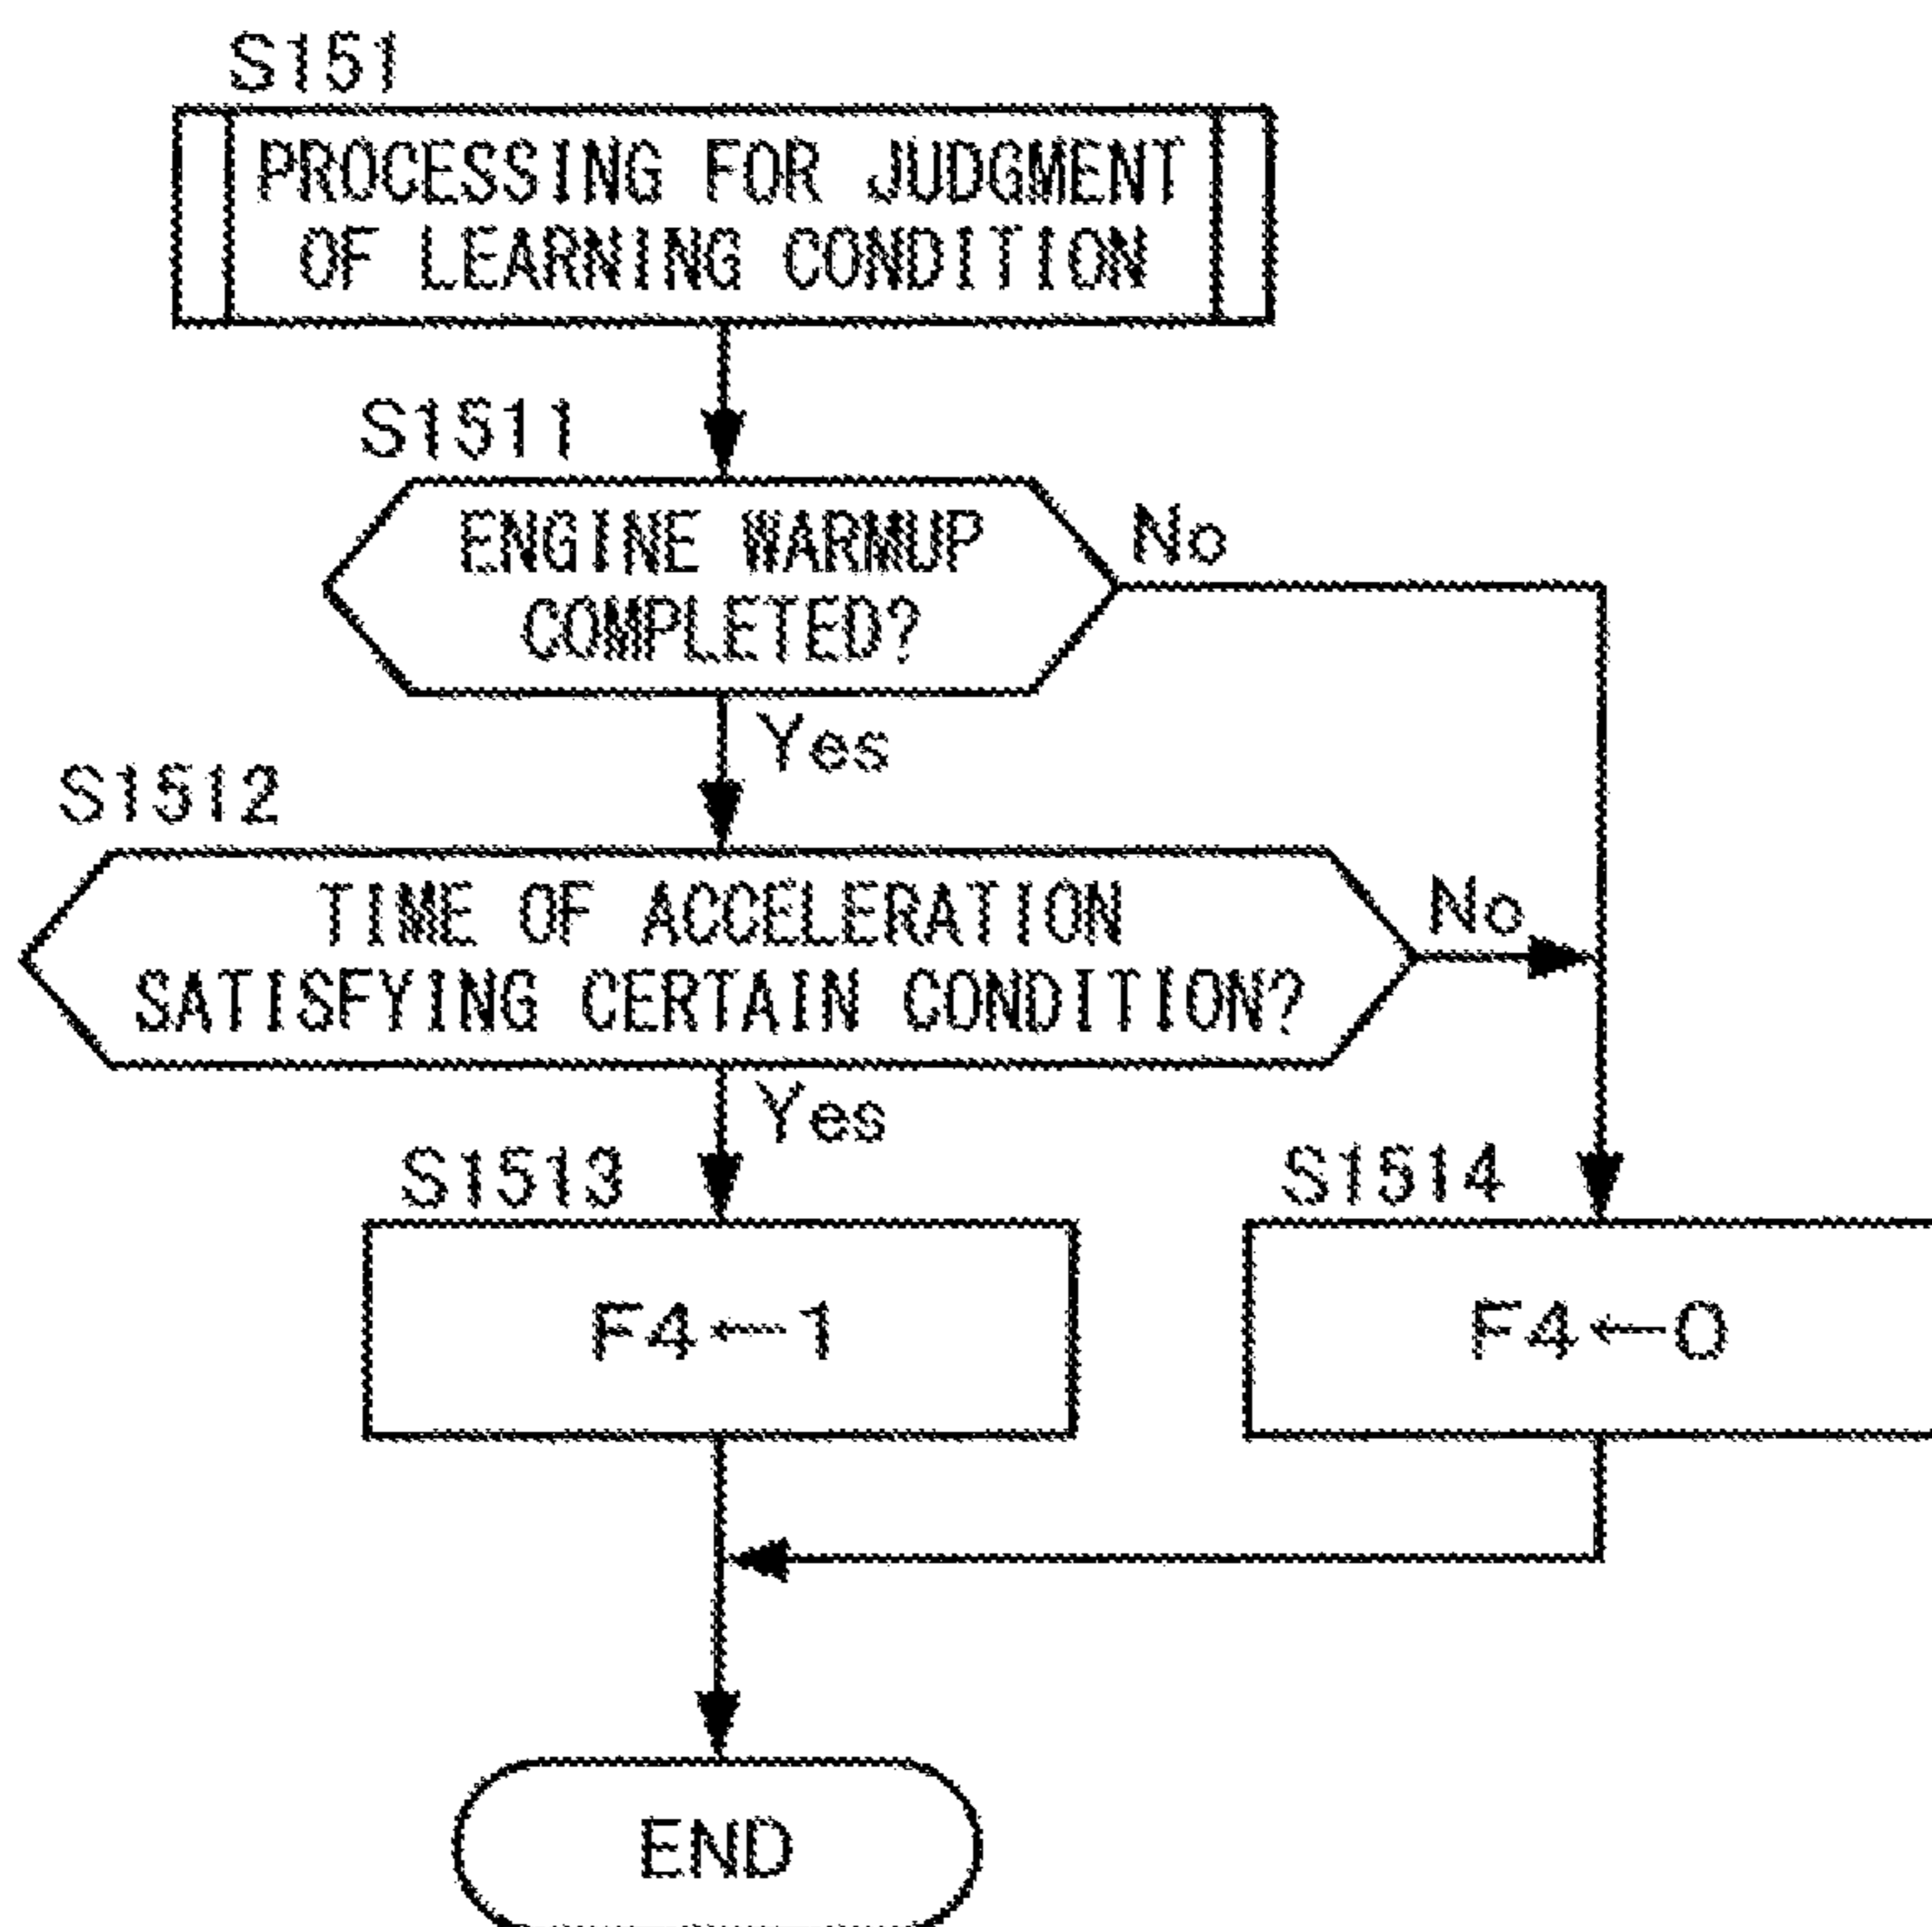 S151
PROCESSING FOR JUDGMENT
OF LEARNING CONDITION
S1511
ENGINE WARMUP
COMPLETED?
No
Yes
S1512
TIME OF ACCELERATION
SATISFYING CERTAIN CONDITION?
No
Yes
S1513
F4←1
S1514
F4←0
END